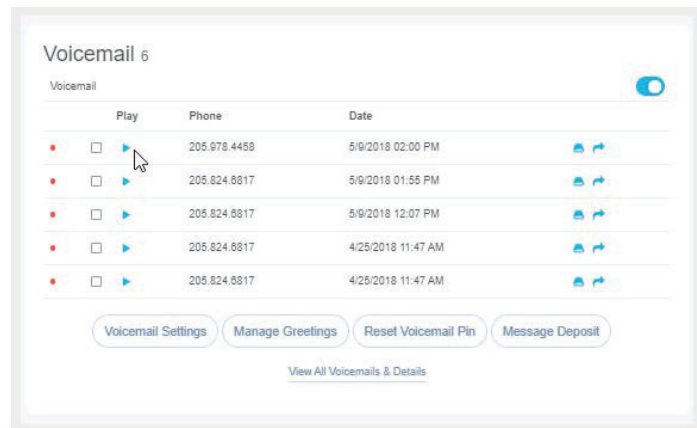 Voicemail 6
Voicemail
Play Phone Date
205.978.4458 5/9/2018 02:00 PM
205.824.6817 5/9/2018 01:55 PM
205.824.6817 5/9/2018 12:07 PM
205.824.6817 4/25/2018 11:47 AM
205.824.6817 4/25/2018 11:47 AM
Voicemail Settings Manage Greetings Reset Voicemail Pin Message Deposit
View All Voicemails & Details